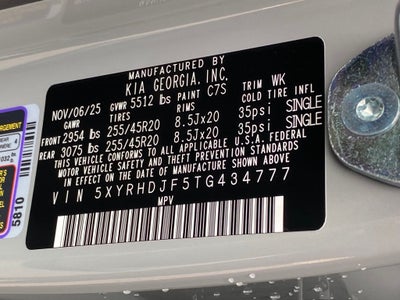 MANUFACTURED BY
KIA GEORGIA, INC.
NOV/06/25 GVWR 5512 lbs PAINT C7S TRIM WK
GAWR TIRES RIMS COLD TIRE INFL
FRONT 2954 lbs 255/45R20 8.5Jx20 35psi SINGLE
REAR 3075 lbs 255/45R20 8.5Jx20 35psi SINGLE
THIS VEHICLE CONFORMS TO ALL APPLICABLE U.S.A. FEDERAL
MOTOR VEHICLE SAFETY AND THEFT PREVENTION STANDARDS
IN EFFECT ON THE DATE OF MANUFACTURE SHOWN ABOVE
VIN 5XYRHDJF5TG434777
MPV
5810